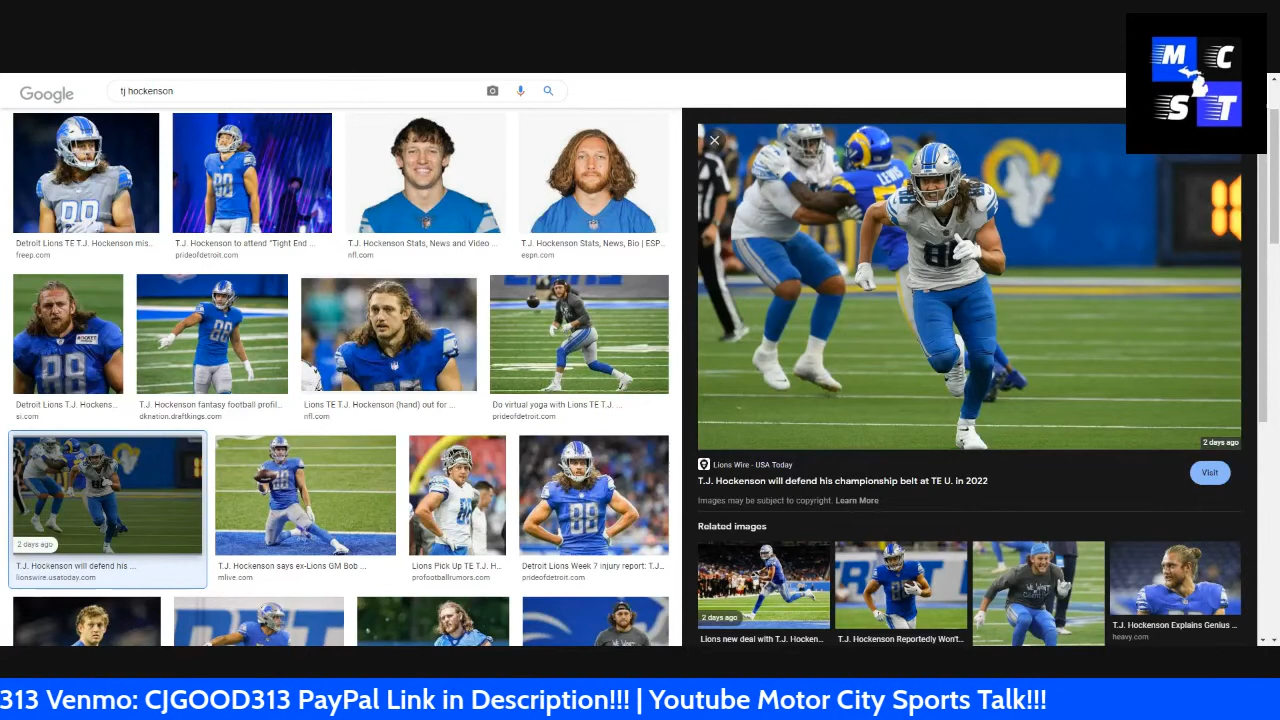 M C
S T
Google
tj hockenson
Detroit Lions TE T.J. Hockenson mis..
freep.com
T.J. Hockenson to attend "Tight End ...
prideofdetroit.com
T.J. Hockenson Stats, News and Video ...
nfl.com
T.J. Hockenson Stats, News, Bio | ESP...
espn.com
Detroit Lions T.J. Hockens...
si.com
T.J. Hockenson fantasy football profil...
dknation.draftkings.com
Lions TE T.J. Hockenson (hand) out for ...
nfl.com
Do virtual yoga with Lions TE T.J. ...
prideofdetroit.com
2 days ago
T.J. Hockenson will defend his ...
lionswire.usatoday.com
T.J. Hockenson says ex-Lions GM Bob ...
mlive.com
Lions Pick Up TE T.J. H...
profootballrumors.com
Detroit Lions Week 7 injury report: T.J...
prideofdetroit.com
2 days ago
Lions Wire - USA Today
Visit
T.J. Hockenson will defend his championship belt at TE U. in 2022
Images may be subject to copyright. Learn More
Related images
2 days ago
Lions new deal with T.J. Hocken...
T.J. Hockenson Reportedly Won't...
T.J. Hockenson Explains Genius ...
heavy.com
313 Venmo: CJGOOD313 PayPal Link in Description!!! | Youtube Motor City Sports Talk!!!